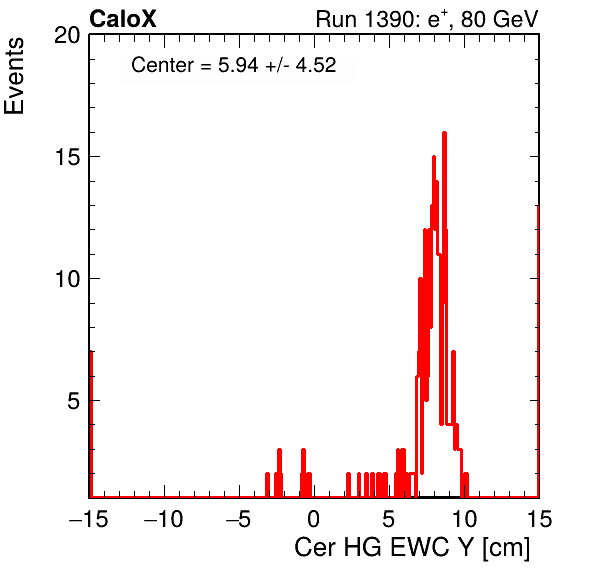 CaloX
Run 1390: e+, 80 GeV
Events
Center = 5.94 +/- 4.52
20
15
10
5
−15 −10 −5 0 5 10 15
Cer HG EWC Y [cm]